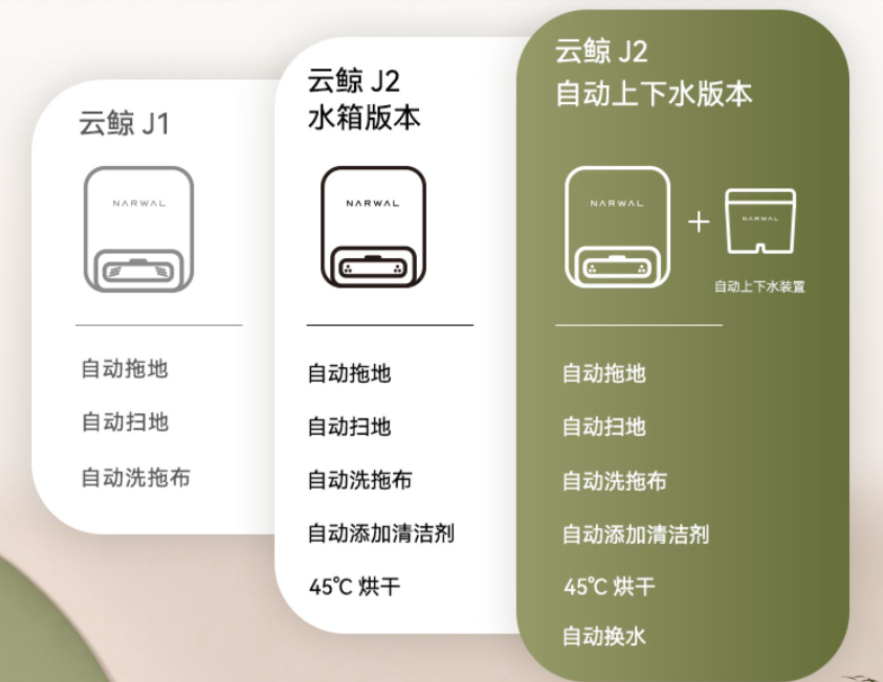 云鲸 J1
NARWAL
自动拖地
自动扫地
自动洗拖布
云鲸 J2
水箱版本
NARWAL
自动拖地
自动扫地
自动洗拖布
自动添加清洁剂
45℃ 烘干
云鲸 J2
自动上下水版本
NARWAL
+
NARWAL
自动上下水装置
自动拖地
自动扫地
自动洗拖布
自动添加清洁剂
45℃ 烘干
自动换水